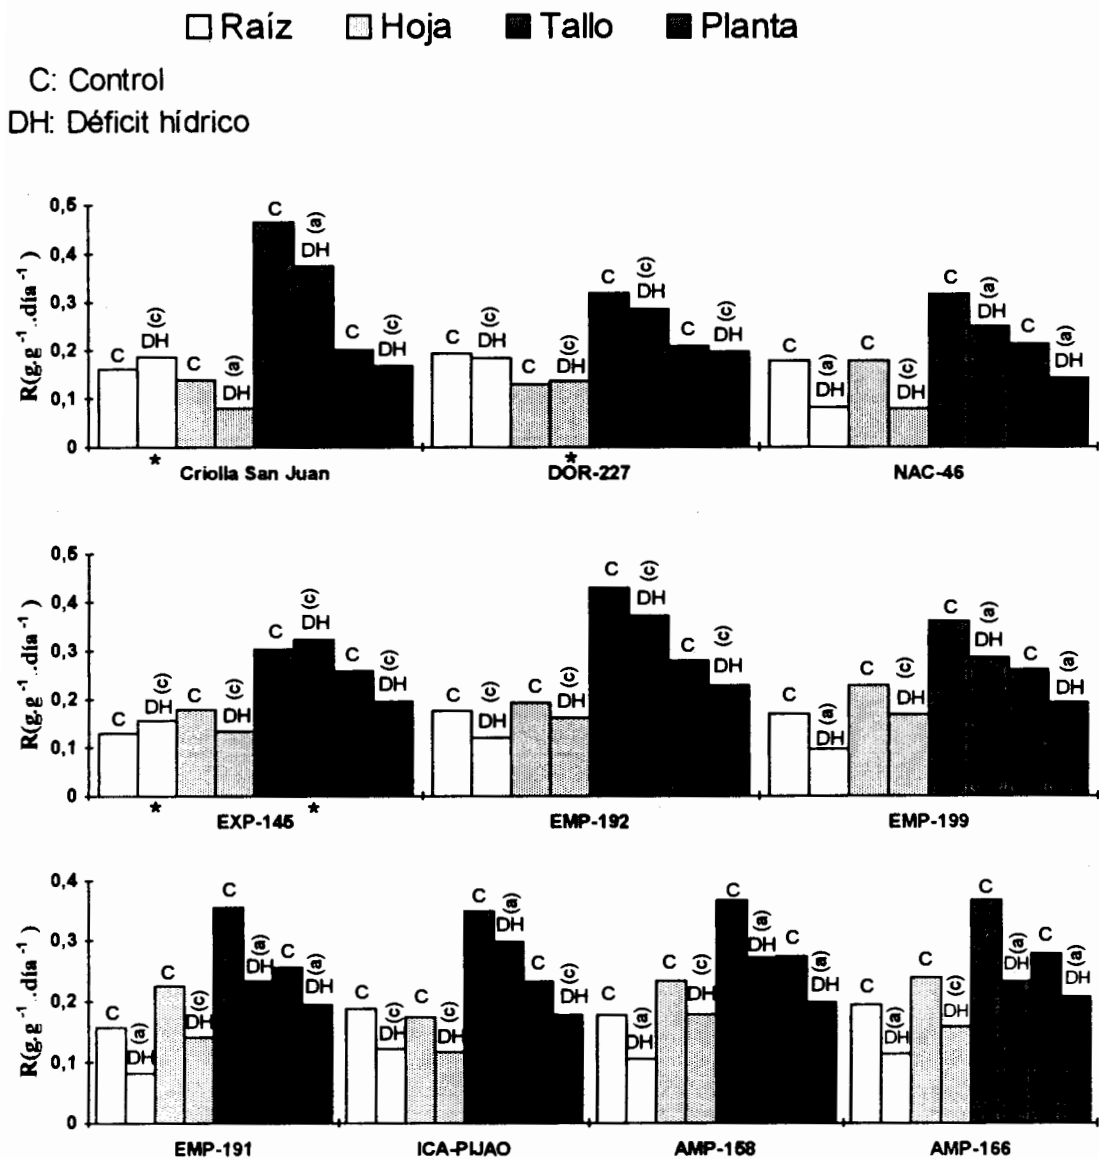 Raíz Hoja Tallo Planta
C: Control
DH: Déficit hídrico
R(g.g⁻¹..día⁻¹)
0,5
0,4
0,3
0,2
0,1
0
C DH (c) C DH (a) C DH (a) C DH (c)
C DH (c) C DH (c) C DH (c) C DH (c)
C DH (a) C DH (c) C DH (a) C DH (a)
* *
Criolla San Juan DOR-227 NAC-46
R(g.g⁻¹..día⁻¹)
0,5
0,4
0,3
0,2
0,1
0
C DH (c) C DH (c) C DH (c) C DH (c)
C DH (c) C DH (c) C DH (c) C DH (c)
C DH (a) C DH (c) C DH (a) C DH (a)
* *
EXP-145 EMP-192 EMP-199
R(g.g⁻¹..día⁻¹)
0,4
0,3
0,2
0,1
0
C DH (a) C DH (c) C DH (a) C DH (a)
C DH (c) C DH (c) C DH (a) C DH (c)
C DH (a) C DH (c) C DH (a) C DH (a)
C DH (a) C DH (c) C DH (a) C DH (a)
EMP-191 ICA-PIJAO AMP-158 AMP-166